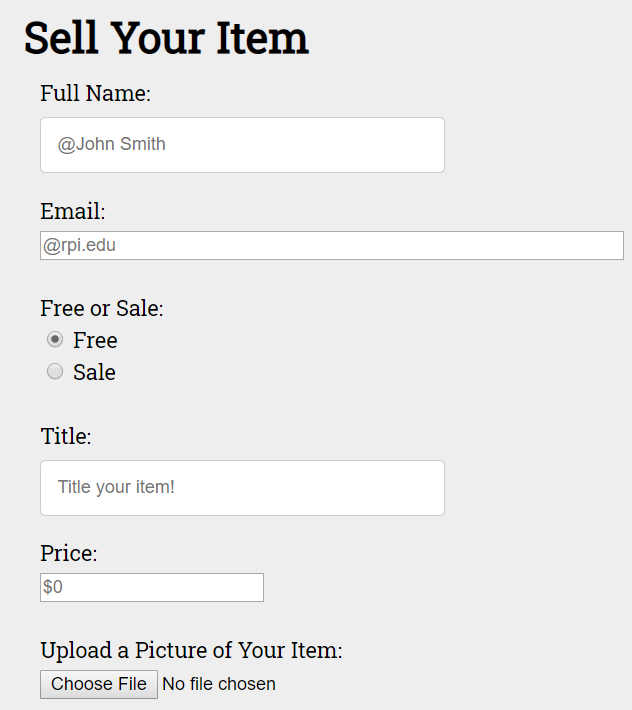 Sell Your Item
Full Name:
@John Smith
Email:
@rpi.edu
Free or Sale:
Free
Sale
Title:
Title your item!
Price:
$0
Upload a Picture of Your Item:
Choose File No file chosen